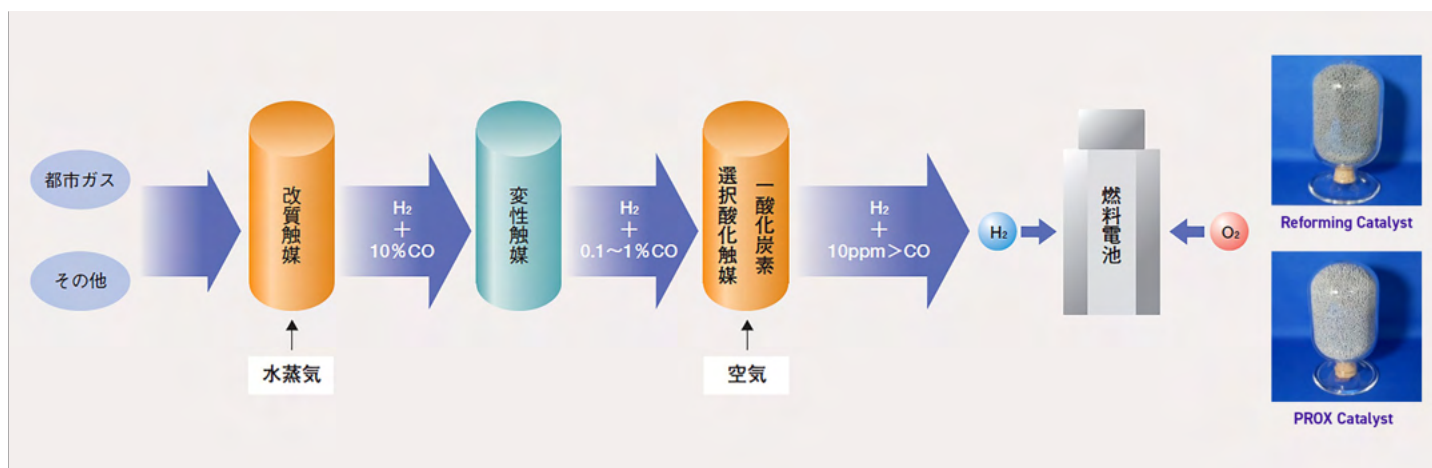 都市ガス
その他
改質触媒
水蒸気
H₂
+
10%CO
変性触媒
H₂
+
0.1～1%CO
一酸化炭素
選択酸化触媒
空気
H₂
+
10ppm>CO
H₂
燃料電池
O₂
Reforming Catalyst
PROX Catalyst